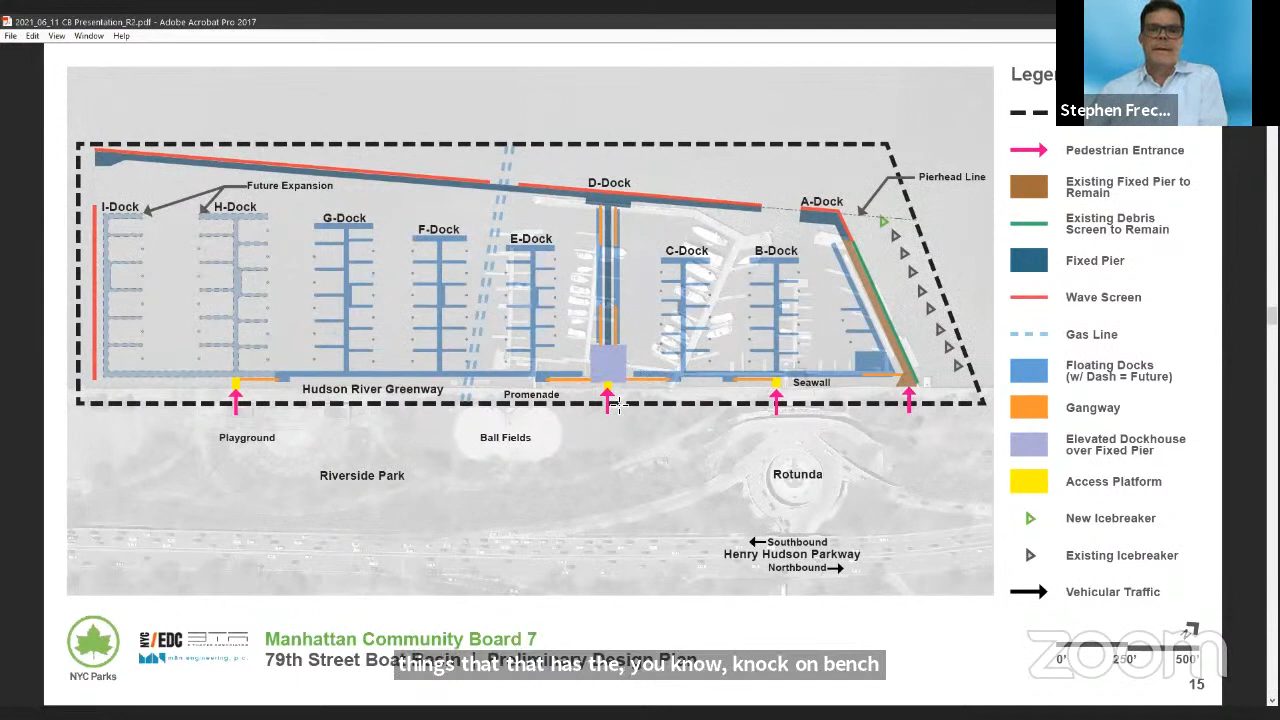 2021_06_11 CB Presentation_R2.pdf - Adobe Acrobat Pro 2017
File Edit View Window Help
Stephen Frec...
Pedestrian Entrance
Existing Fixed Pier to
Remain
Existing Debris
Screen to Remain
Fixed Pier
Wave Screen
Gas Line
Floating Docks
(w/ Dash = Future)
Gangway
Elevated Dockhouse
over Fixed Pier
Access Platform
New Icebreaker
Existing Icebreaker
Vehicular Traffic
Future Expansion
I-Dock
H-Dock
G-Dock
F-Dock
E-Dock
D-Dock
C-Dock
B-Dock
A-Dock
Pierhead Line
Hudson River Greenway
Promenade
Seawall
Playground
Ball Fields
Riverside Park
Rotunda
Southbound
Henry Hudson Parkway
Northbound
NYC Parks
NYC/EDC
Manhattan Community Board 7
79th Street Boat Basin | Preliminary Design Plan
things that that has the, you know, knock on bench
0' 250' 500'
zoom
15